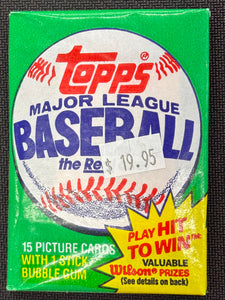 TOPPS®
MAJOR LEAGUE
BASEBALL
the Re
$ 19.95
15 PICTURE CARDS
WITH 1 STICK
BUBBLE GUM
PLAY HIT
TO WIN
VALUABLE
Wilson PRIZES
(See details on back)